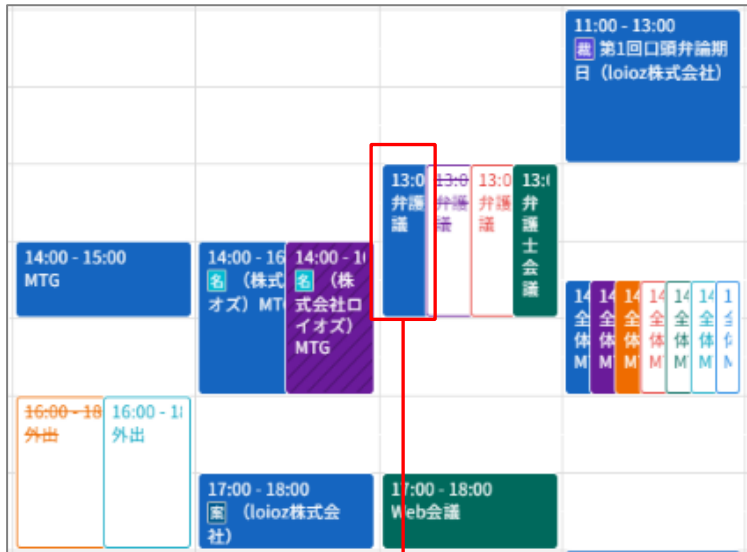 11:00 - 13:00
裁 第1回口頭弁論期
日（loioz株式会社）
13:0
弁護
議
13:0
弁護
議
13:0
弁護
議
13:(
弁
護
士
会
議
14:00 - 15:00
MTG
14:00 - 16
名 （株式
オズ）MT
14:00 - 1
名 （株
式会社ロ
イオズ）
MTG
14
全
体
M
14
全
体
M
14
全
体
M
14
全
体
M
14
全
体
M
14
全
体
M
1
16:00 - 18
外出
16:00 - 1
外出
17:00 - 18:00
案 （loioz株式会
社）
17:00 - 18:00
Web会議